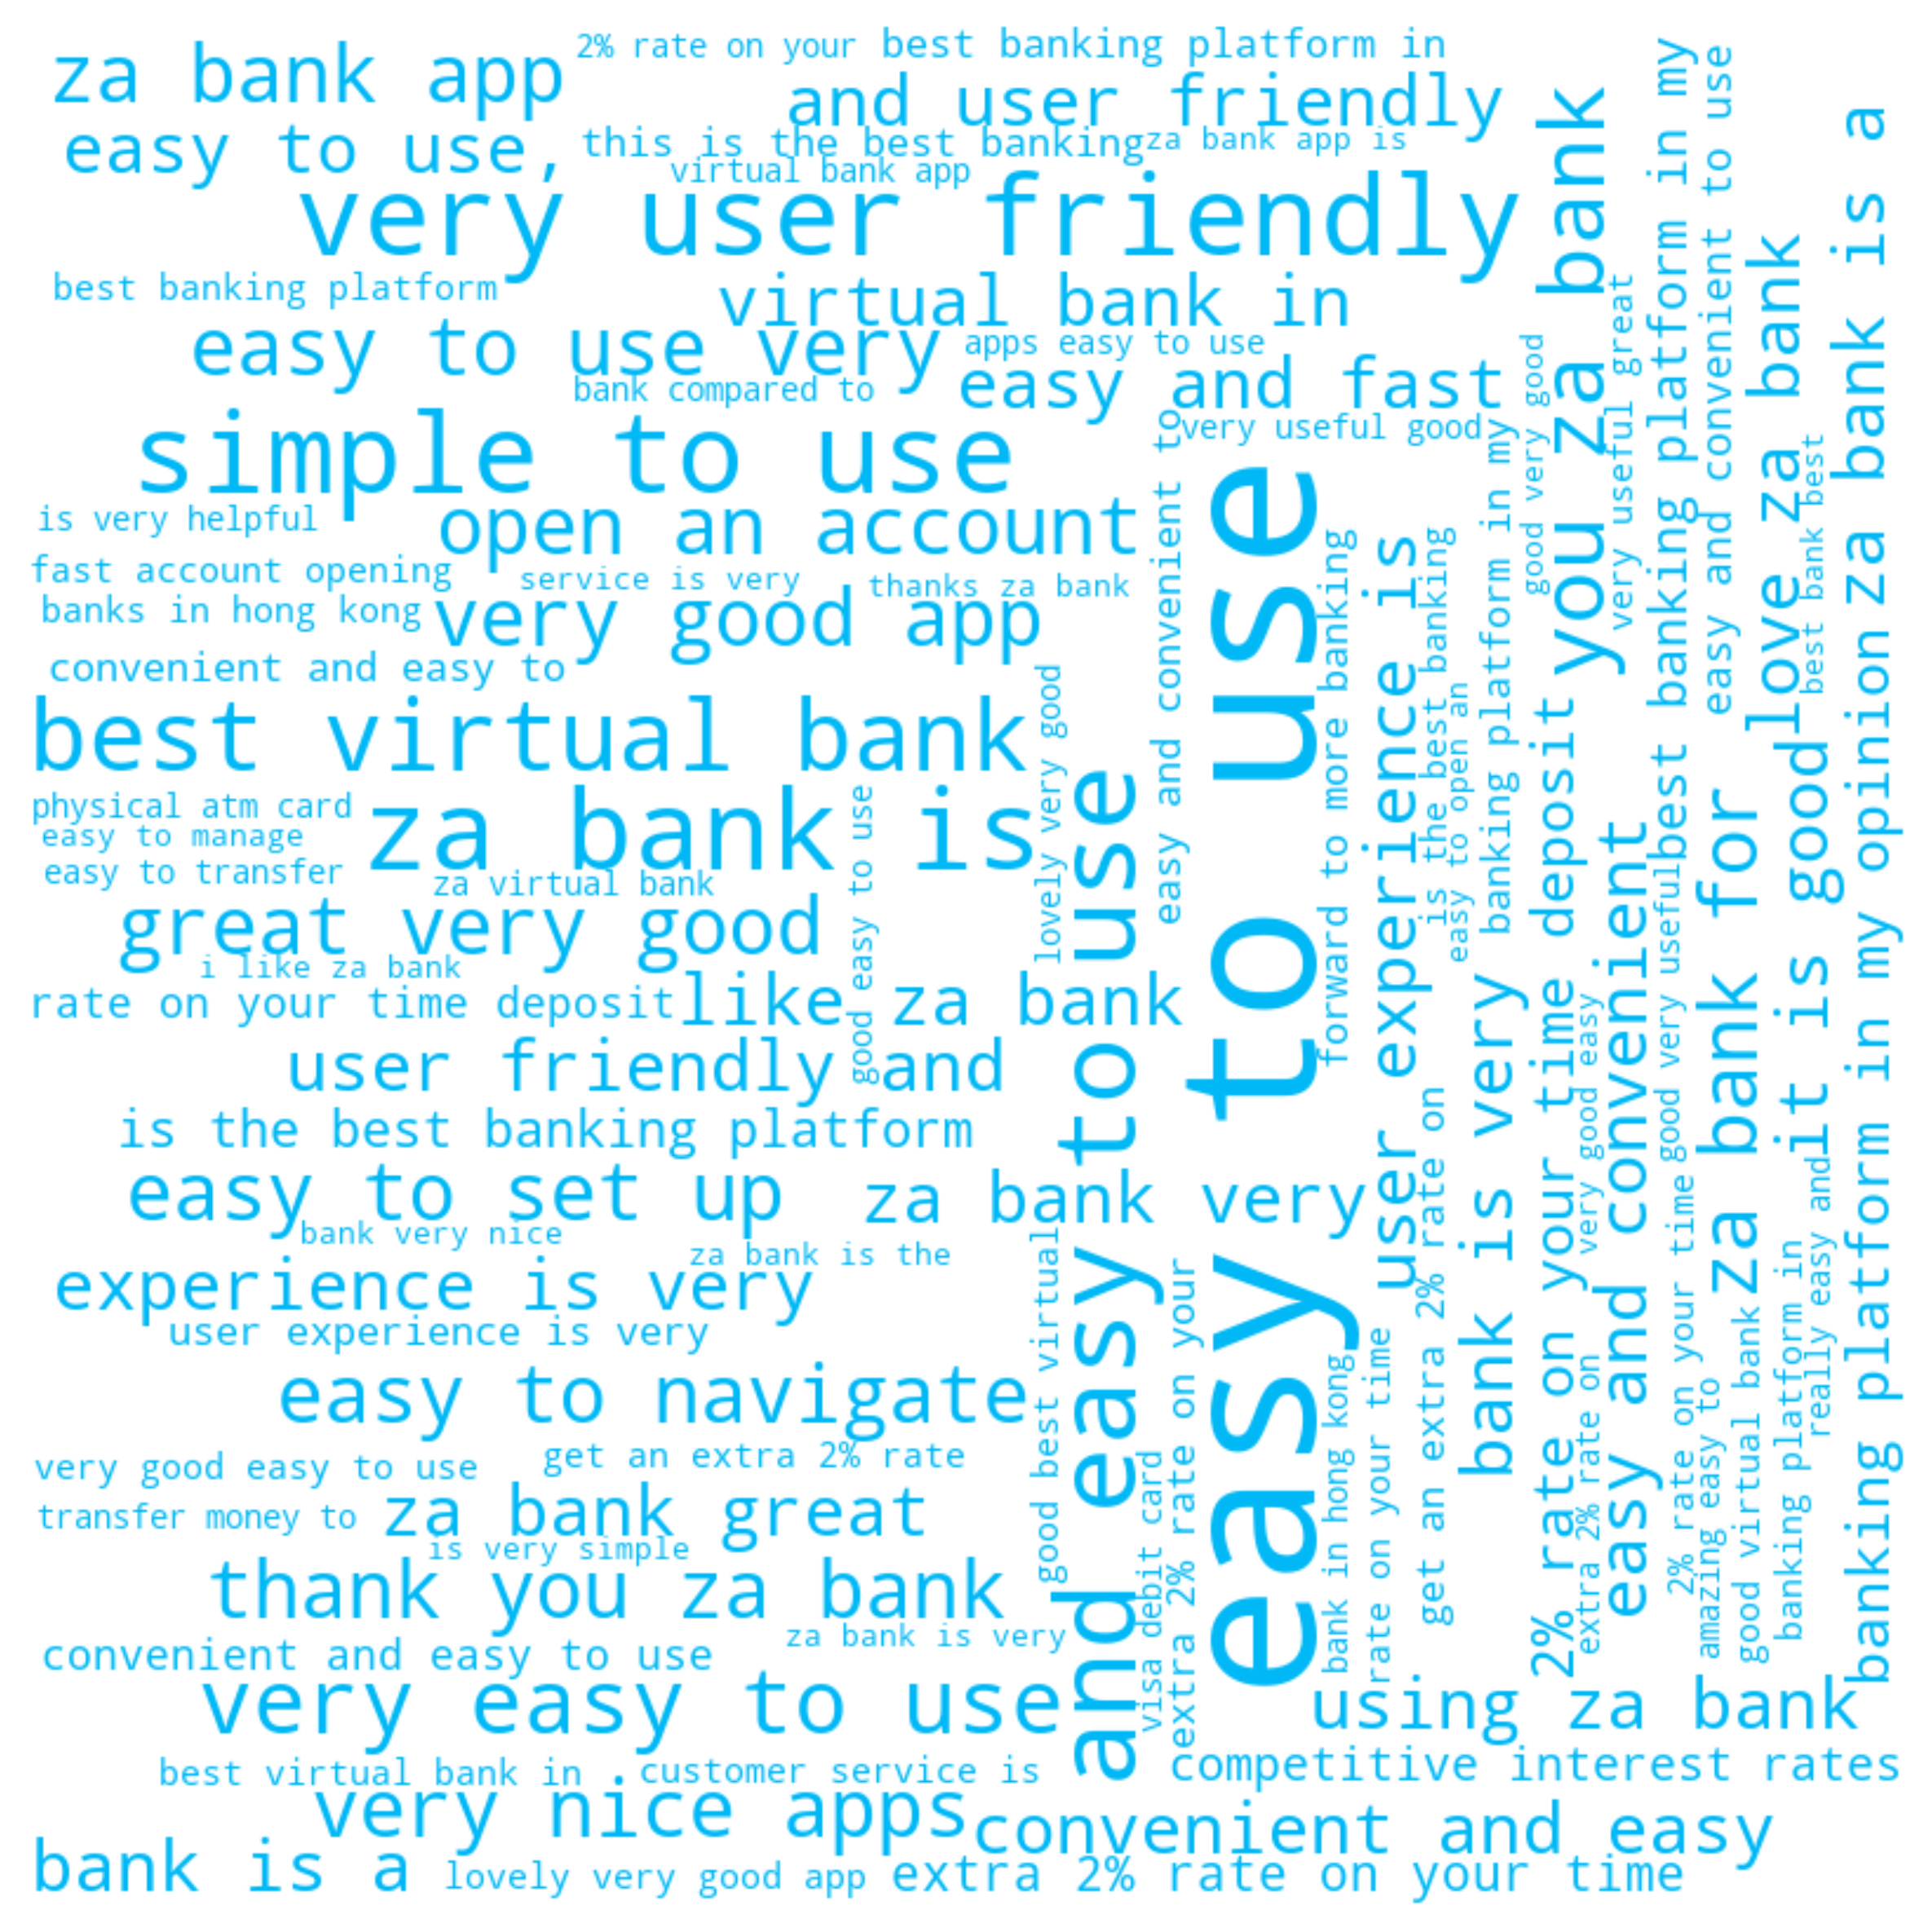 za bank app
2% rate on your
best banking platform in
and user friendly
easy to use,
this is the best banking
za bank app is
virtual bank app
very user friendly
best banking platform
virtual bank in
easy to use very
apps easy to use
bank compared to
easy and fast
very useful good
simple to use
is very helpful
open an account
fast account opening
service is very
thanks za bank
banks in hong kong
very good app
convenient and easy to
best virtual bank
physical atm card
za bank is
easy to manage
easy to transfer
za virtual bank
great very good
i like za bank
rate on your time deposit
like za bank
user friendly and
is the best banking platform
easy to set up
za bank very
bank very nice
za bank is the
experience is very
user experience is very
easy to navigate
very good easy to use
get an extra 2% rate
transfer money to
za bank great
is very simple
thank you za bank
za bank is very
convenient and easy to use
very easy to use
using za bank
best virtual bank in
customer service is
competitive interest rates
very nice apps
convenient and easy
bank is a
lovely very good app
extra 2% rate on your time
good easy to use
lovely very good
good best virtual
and easy to use
visa debit card
easy and convenient to
extra 2% rate on your
easy to use
forward to more banking
bank in hong kong
rate on your time
user experience is
is the best banking
get an extra 2% rate on
easy to open an
banking platform in my
bank is very
good very good
you za bank
2% rate on your time deposit
very good easy
extra 2% rate on
very useful great
easy and convenient
best banking platform in my
good very useful
2% rate on your time
easy and convenient to use
amazing easy to
za bank for
good virtual bank
love za bank
best bank best
it is good
banking platform in
really easy and
za bank is a
banking platform in my opinion